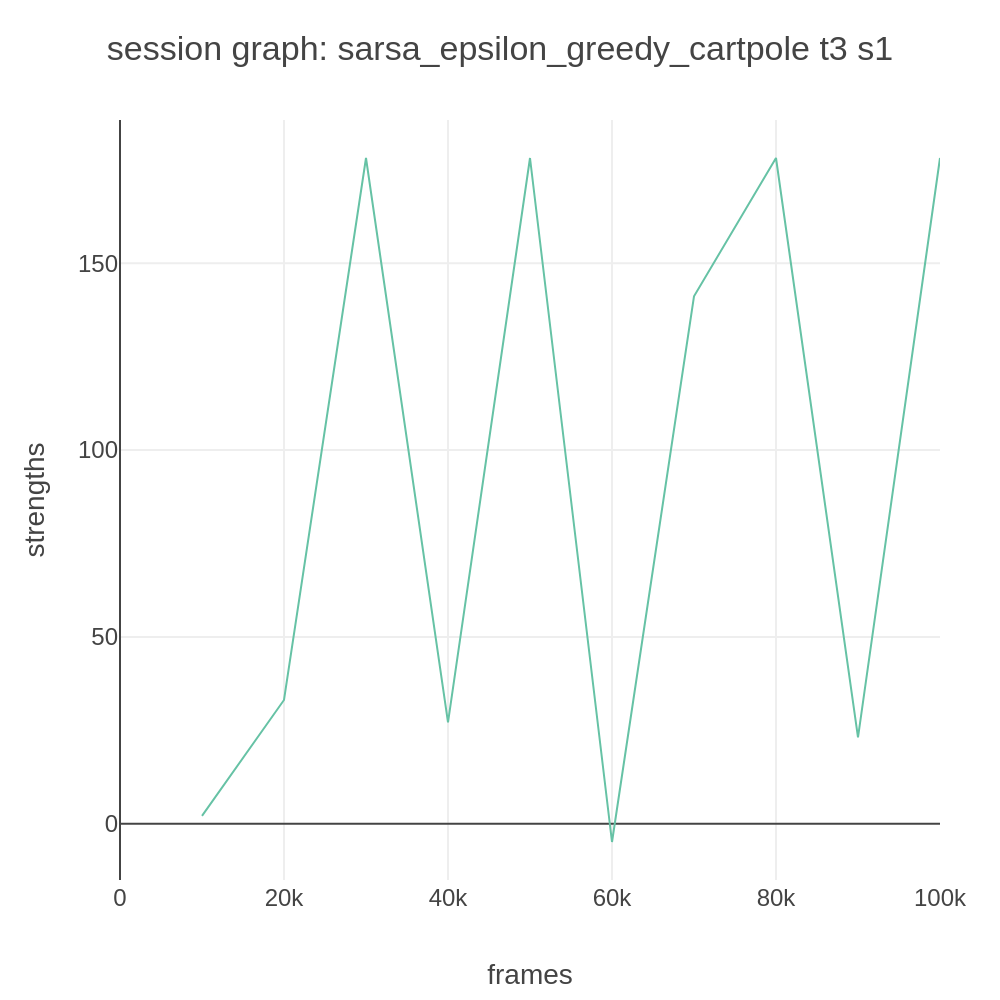 session graph: sarsa_epsilon_greedy_cartpole t3 s1
strengths
150
100
50
0
0 20k 40k 60k 80k 100k
frames